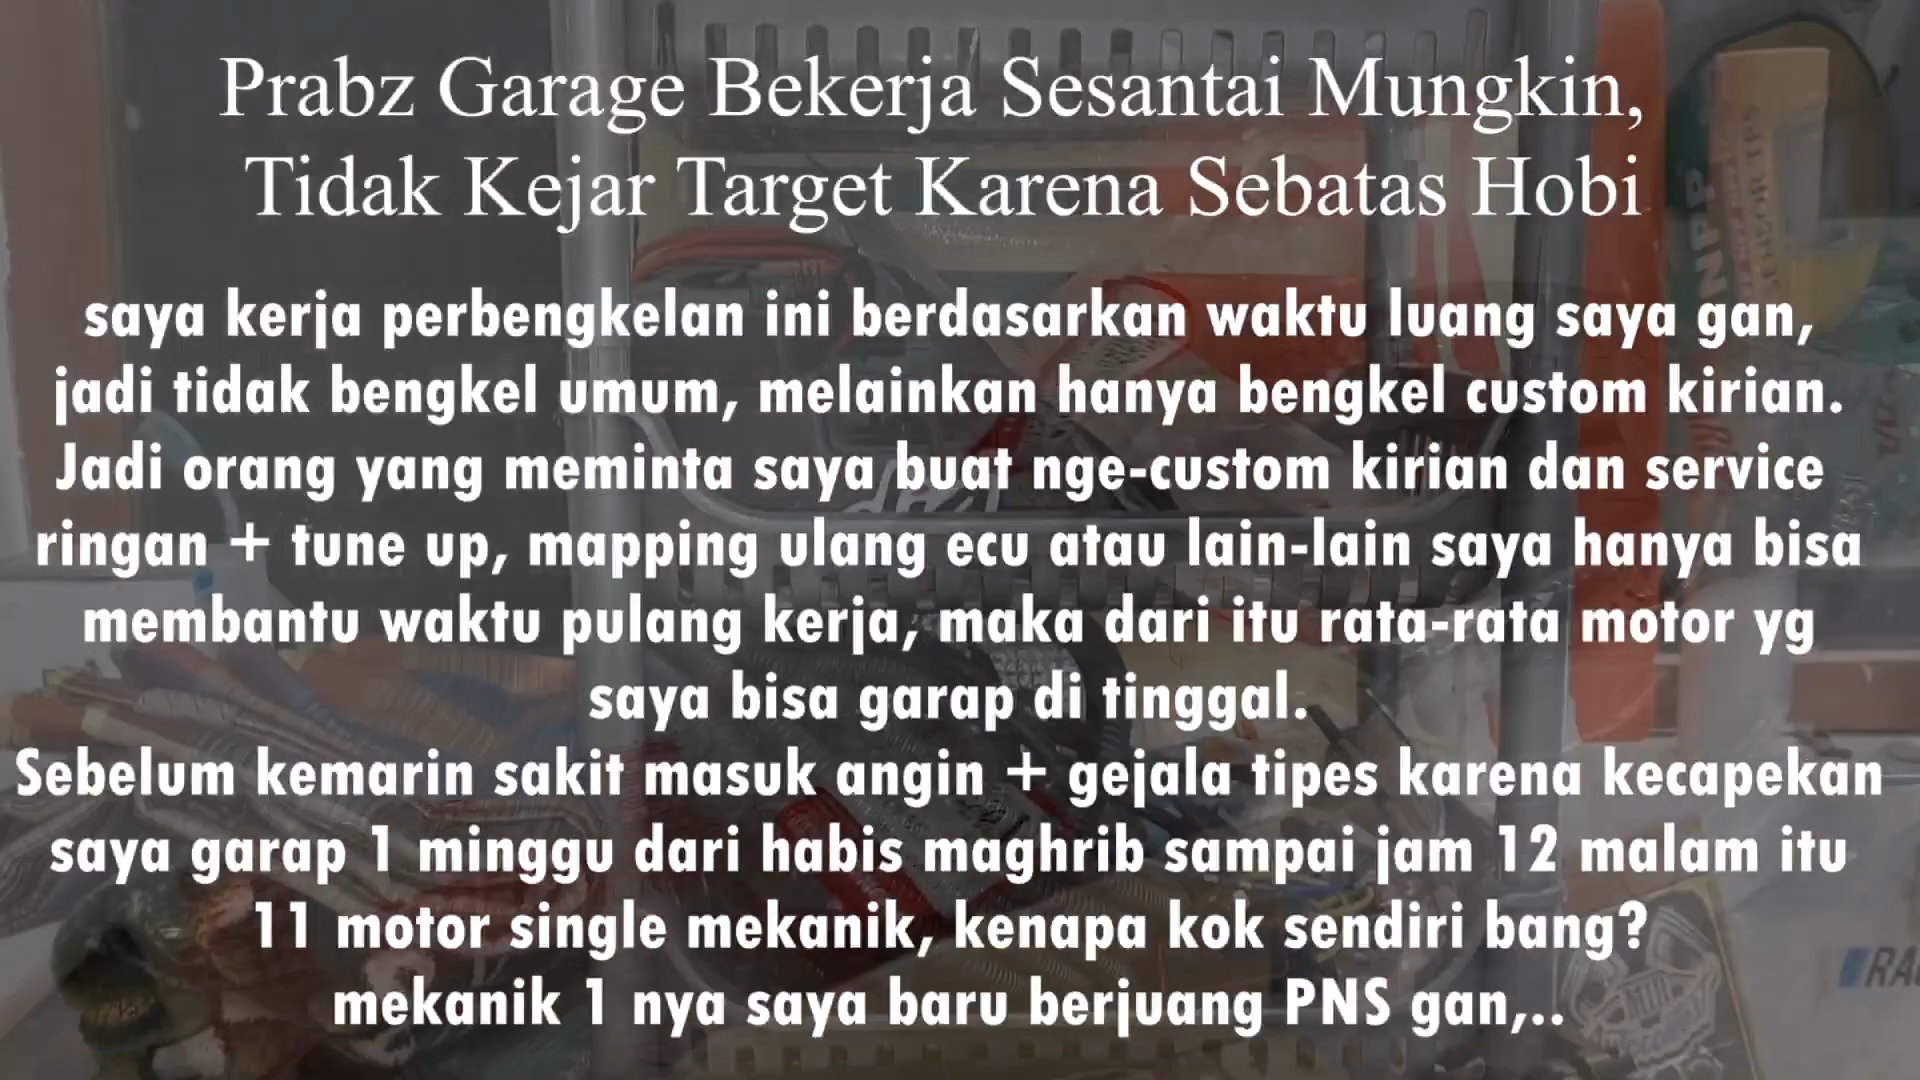 Prabz Garage Bekerja Sesantai Mungkin,
Tidak Kejar Target Karena Sebatas Hobi
saya kerja perbengkelan ini berdasarkan waktu luang saya gan,
jadi tidak bengkel umum, melainkan hanya bengkel custom kirian.
Jadi orang yang meminta saya buat nge-custom kirian dan service
ringan + tune up, mapping ulang ecu atau lain-lain saya hanya bisa
membantu waktu pulang kerja, maka dari itu rata-rata motor yg
saya bisa garap di tinggal.
Sebelum kemarin sakit masuk angin + gejala tipes karena kecapekan
saya garap 1 minggu dari habis maghrib sampai jam 12 malam itu
11 motor single mekanik, kenapa kok sendiri bang?
mekanik 1 nya saya baru berjuang PNS gan,..